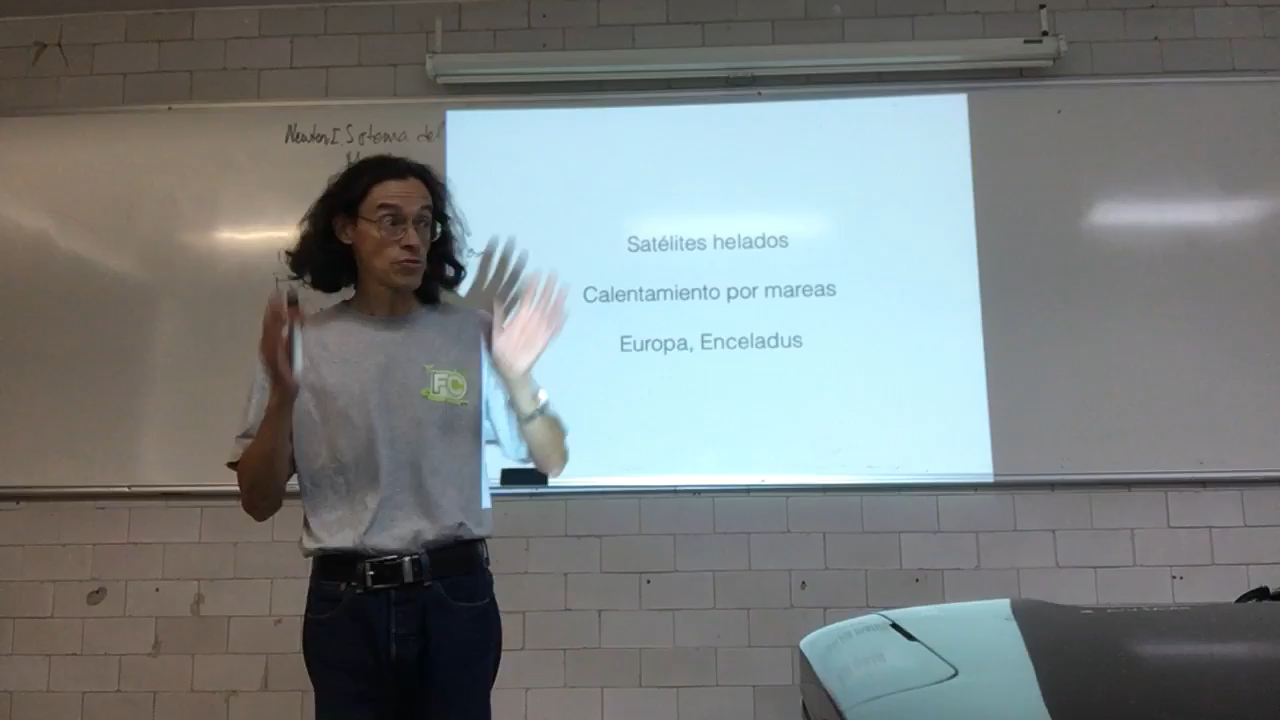 Newton I. Sistema del
Satélites helados
Calentamiento por mareas
Europa, Enceladus
FC